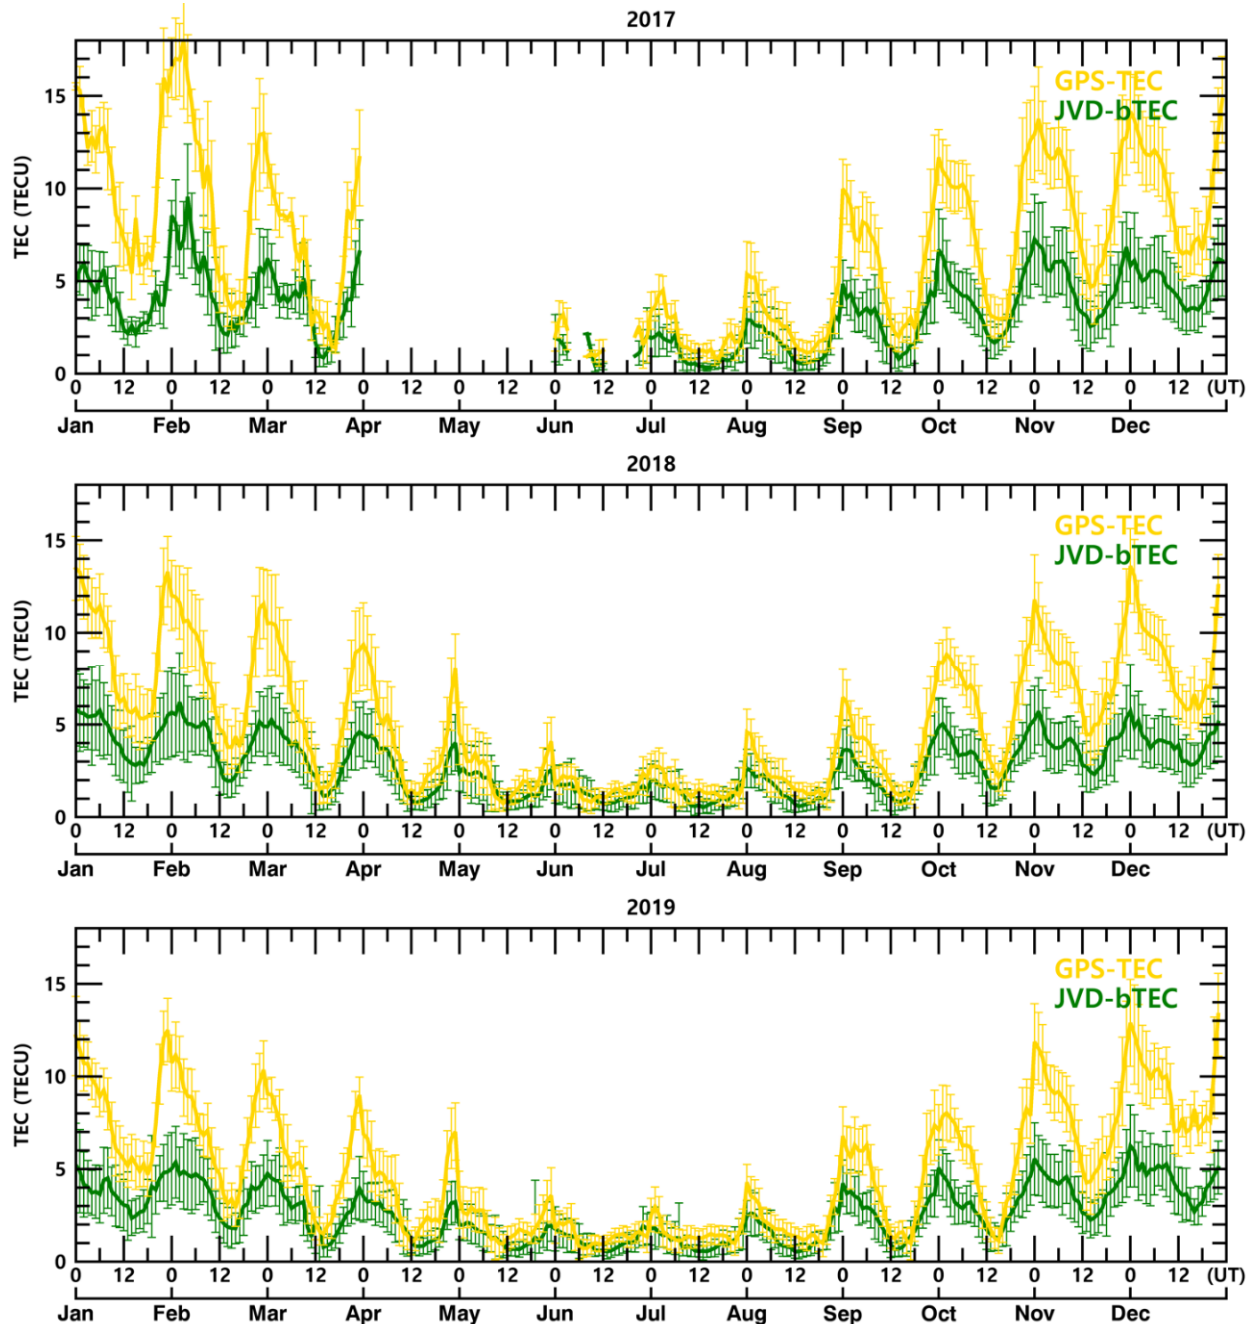 2017
GPS-TEC
JVD-bTEC
TEC (TECU)
15
10
5
0
0 12 0 12 0 12 0 12 0 12 0 12 0 12 0 12 0 12 0 12 0 12 0 12 (UT)
Jan Feb Mar Apr May Jun Jul Aug Sep Oct Nov Dec
2018
GPS-TEC
JVD-bTEC
TEC (TECU)
15
10
5
0
0 12 0 12 0 12 0 12 0 12 0 12 0 12 0 12 0 12 0 12 0 12 0 12 (UT)
Jan Feb Mar Apr May Jun Jul Aug Sep Oct Nov Dec
2019
GPS-TEC
JVD-bTEC
TEC (TECU)
15
10
5
0
0 12 0 12 0 12 0 12 0 12 0 12 0 12 0 12 0 12 0 12 0 12 0 12 (UT)
Jan Feb Mar Apr May Jun Jul Aug Sep Oct Nov Dec